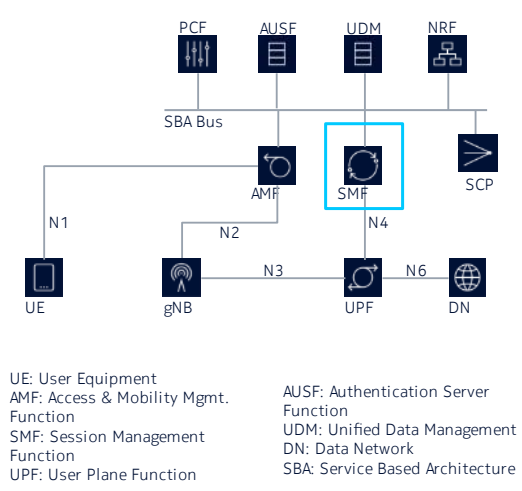 PCF
AUSF
UDM
NRF
SBA Bus
AMF
SMF
SCP
N1
N2
N4
N3
N6
UE
gNB
UPF
DN
UE: User Equipment
AMF: Access & Mobility Mgmt.
Function
SMF: Session Management
Function
UPF: User Plane Function
AUSF: Authentication Server
Function
UDM: Unified Data Management
DN: Data Network
SBA: Service Based Architecture